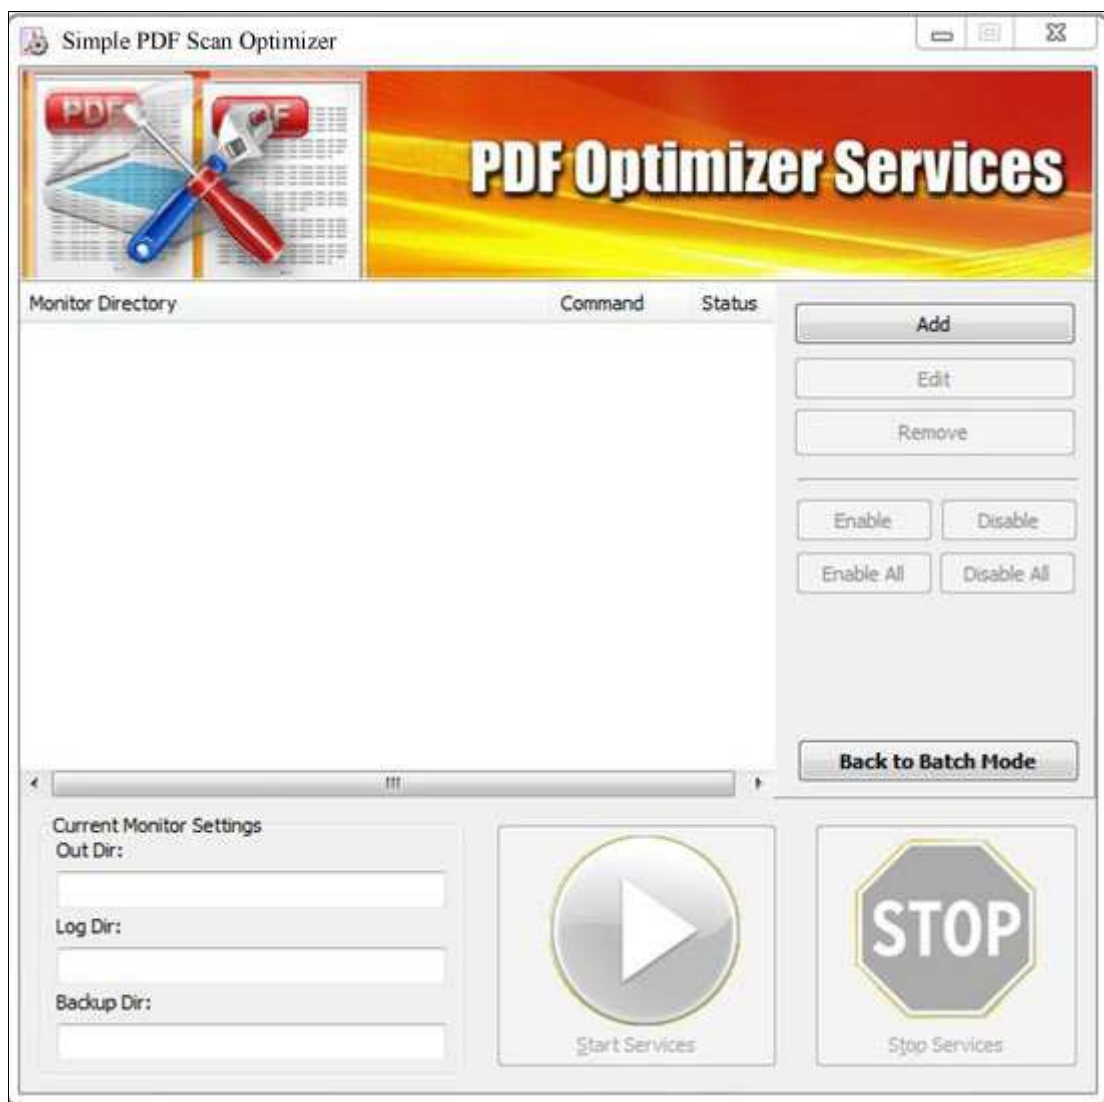 Simple PDF Scan Optimizer
PDF
PDF Optimizer Services
Monitor Directory Command Status
Add
Edit
Remove
Enable Disable
Enable All Disable All
Back to Batch Mode
Current Monitor Settings
Out Dir:
Log Dir:
Backup Dir:
STOP
Start Services
Stop Services